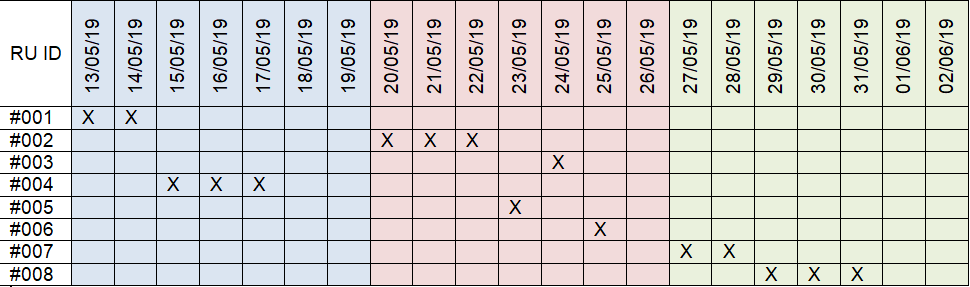 RU ID 13/05/19 14/05/19 15/05/19 16/05/19 17/05/19 18/05/19 19/05/19 20/05/19 21/05/19 22/05/19 23/05/19 24/05/19 25/05/19 26/05/19 27/05/19 28/05/19 29/05/19 30/05/19 31/05/19 01/06/19 02/06/19
#001 X X
#002 X X X
#003 X
#004 X X X
#005 X
#006 X
#007 X X
#008 X X X